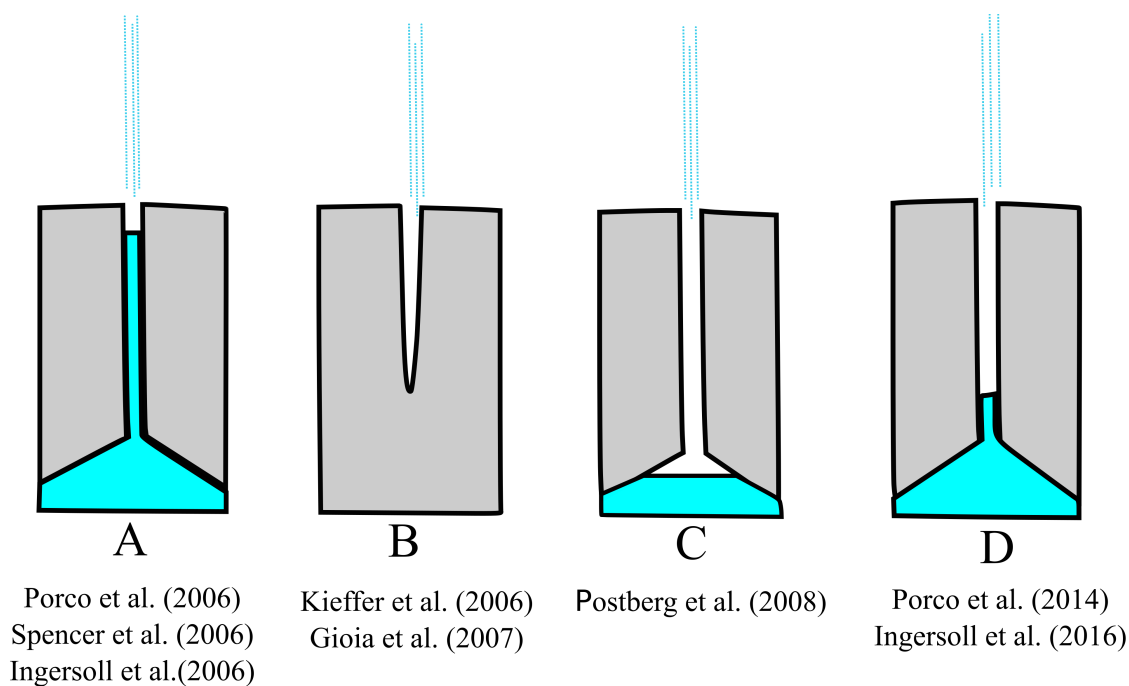 A
B
C
D
Porco et al. (2006)
Spencer et al. (2006)
Ingersoll et al.(2006)
Kieffer et al. (2006)
Gioia et al. (2007)
Postberg et al. (2008)
Porco et al. (2014)
Ingersoll et al. (2016)